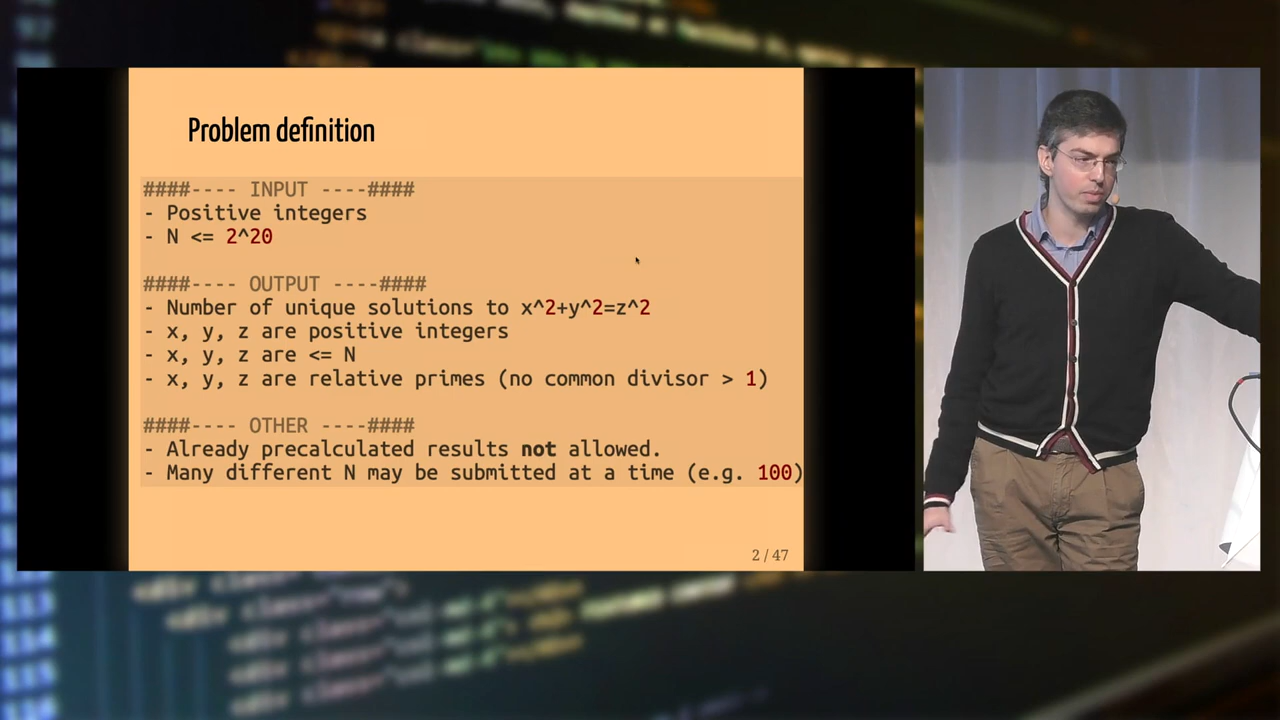 Problem definition
####---- INPUT ----####
- Positive integers
- N <= 2^20
####---- OUTPUT ----####
- Number of unique solutions to x^2+y^2=z^2
- x, y, z are positive integers
- x, y, z are <= N
- x, y, z are relative primes (no common divisor > 1)
####---- OTHER ----####
- Already precalculated results not allowed.
- Many different N may be submitted at a time (e.g. 100)
2 / 47